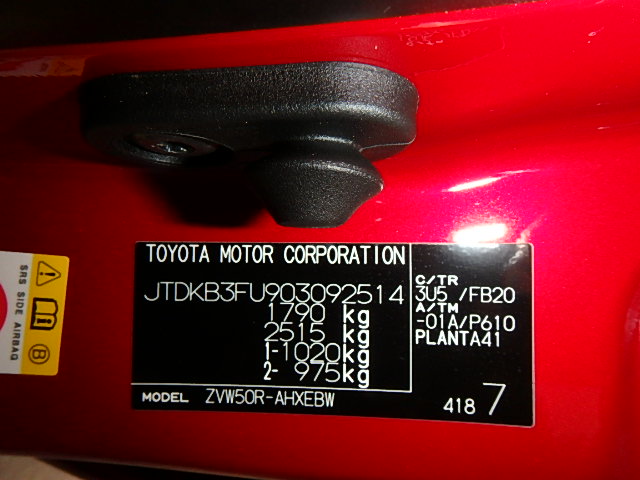 TOYOTA MOTOR CORPORATION
JTDKB3FU903092514
1790 kg
2515 kg
1-1020kg
2- 975kg
MODEL ZVW50R-AHXEBW
C/TR
3U5 /FB20
A/TM
-01A/P610
PLANTA41
418 7
SRS SIDE AIRBAG
B